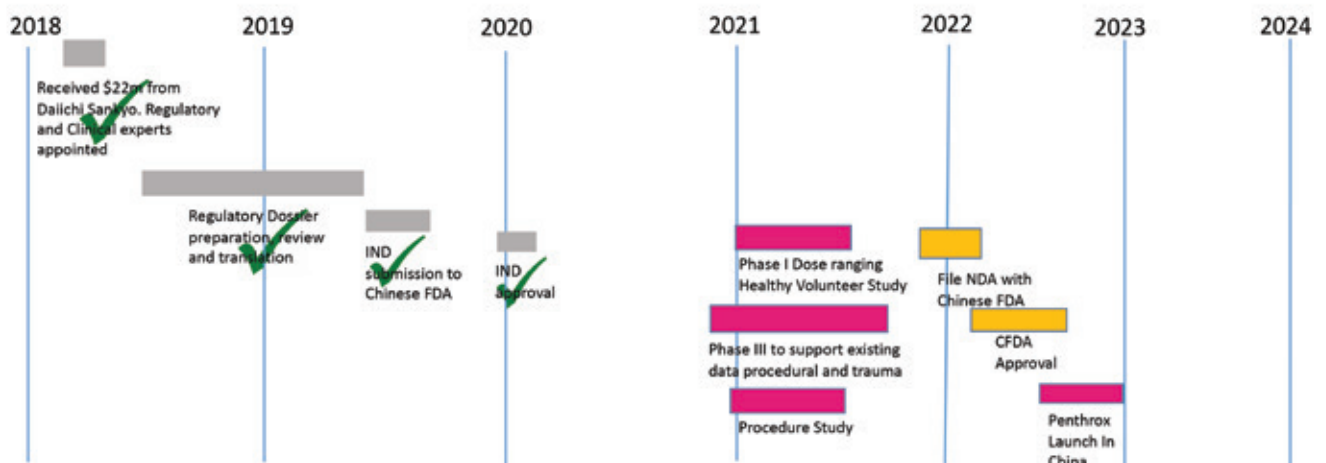 2018
2019
2020
2021
2022
2023
2024
Received $22m from
Daiichi Sankyo. Regulatory
and Clinical experts
appointed
Regulatory Dossier
preparation, review
and translation
IND
submission to
Chinese FDA
IND
approval
Phase I Dose ranging
Healthy Volunteer Study
Phase III to support existing
data procedural and trauma
Procedure Study
File NDA with
Chinese FDA
CFDA
Approval
Penthrox
Launch In
China